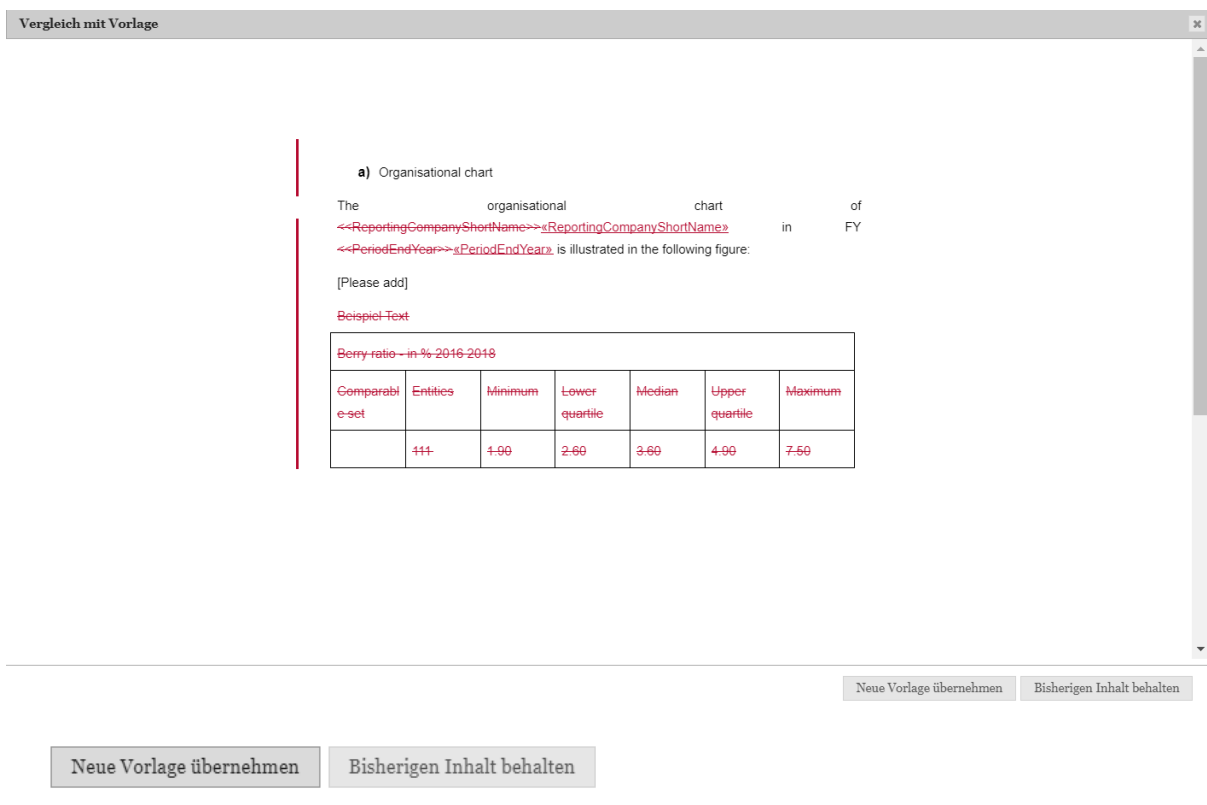 Vergleich mit Vorlage
a) Organisational chart
The organisational chart of
<<ReportingCompanyShortName>>«ReportingCompanyShortName» in FY
<<PeriodEndYear>>«PeriodEndYear» is illustrated in the following figure:
[Please add]
Beispiel Text
Berry ratio - in % 2016-2018
Comparabl Entities Minimum Lower Median Upper Maximum
e set quartile quartile
111 1.90 2.60 3.60 4.90 7.50
Neue Vorlage übernehmen Bisherigen Inhalt behalten
Neue Vorlage übernehmen Bisherigen Inhalt behalten